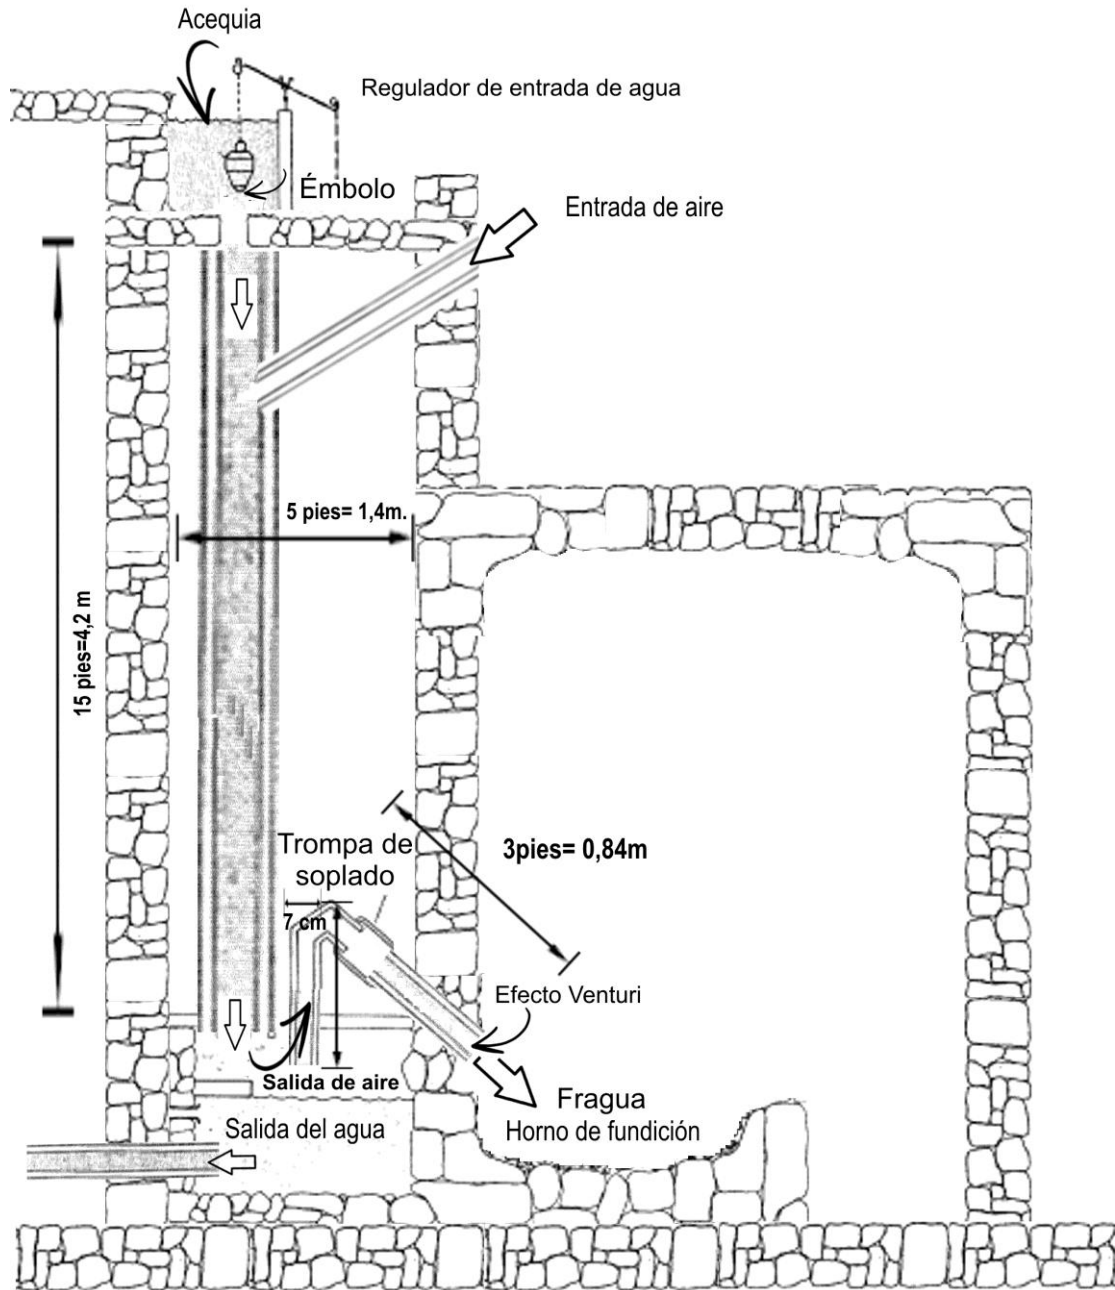 Acequia
Regulador de entrada de agua
Émbolo
Entrada de aire
5 pies= 1,4m.
15 pies=4,2 m
Trompa de
soplado
3pies= 0,84m
7 cm
Efecto Venturi
Salida de aire
Fragua
Horno de fundición
Salida del agua